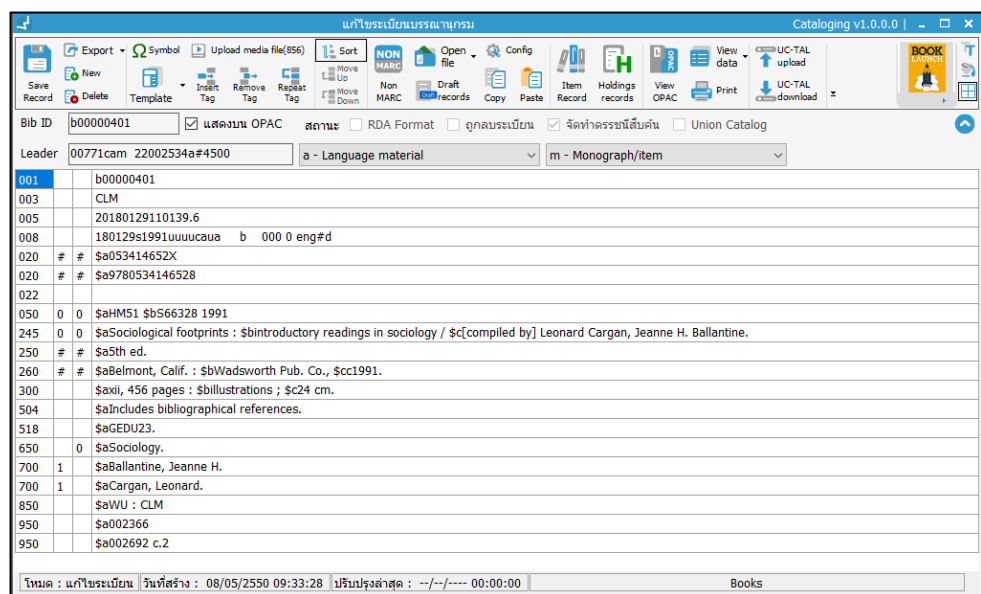 แก้ไขระเบียนบรรณานุกรม Cataloging v1.0.0.0 |
Save Record
Export
New
Delete
Symbol
Template
Upload media file(856)
Insert Tag
Remove Tag
Repeat Tag
Sort
Move Up
Move Down
NON MARC
Non MARC
Open file
Draft
Draft records
Config
Copy
Paste
Item Record
Holdings records
OPAC
View OPAC
View data
Print
UC-TAL upload
UC-TAL download
BOOK LAUNCH
Bib ID b00000401 แสดงบน OPAC สถานะ RDA Format ถูกลบระเบียน จัดทำดรรชนีสืบค้น Union Catalog
Leader 00771cam 22002534a#4500 a - Language material m - Monograph/item
001 b00000401
003 CLM
005 20180129110139.6
008 180129s1991uuuucaua b 000 0 eng#d
020 # # $a053414652X
020 # # $a9780534146528
022
050 0 0 $aHM51 $bS66328 1991
245 0 0 $aSociological footprints : $bintroductory readings in sociology / $c[compiled by] Leonard Cargan, Jeanne H. Ballantine.
250 # # $a5th ed.
260 # # $aBelmont, Calif. : $bWadsworth Pub. Co., $cc1991.
300 $axii, 456 pages : $billustrations ; $c24 cm.
504 $aIncludes bibliographical references.
518 $aGEDU23.
650 0 $aSociology.
700 1 $aBallantine, Jeanne H.
700 1 $aCargan, Leonard.
850 $aWU : CLM
950 $a002366
950 $a002692 c.2
โหมด : แก้ไขระเบียน วันที่สร้าง : 08/05/2550 09:33:28 ปรับปรุงล่าสุด : --/--/---- 00:00:00 Books